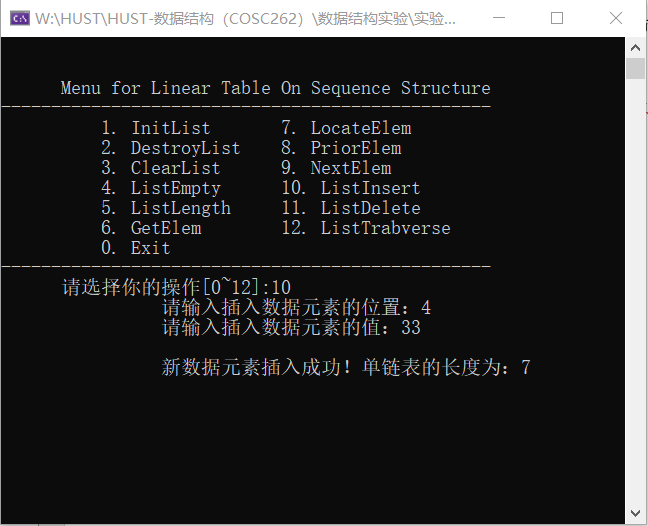 W:\HUST\HUST-数据结构（COSC262）\数据结构实验\实验...
Menu for Linear Table On Sequence Structure
-------------------------------------------------
1. InitList 7. LocateElem
2. DestroyList 8. PriorElem
3. ClearList 9. NextElem
4. ListEmpty 10. ListInsert
5. ListLength 11. ListDelete
6. GetElem 12. ListTrabverse
0. Exit
-------------------------------------------------
请选择你的操作[0~12]:10
请输入插入数据元素的位置：4
请输入插入数据元素的值：33
新数据元素插入成功！单链表的长度为：7